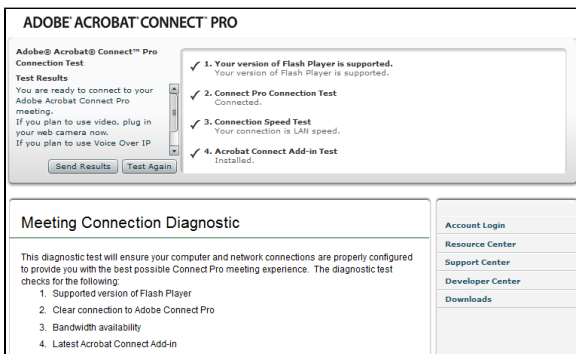 ADOBE® ACROBAT® CONNECT™ PRO
Adobe® Acrobat® Connect™ Pro
Connection Test
Test Results
You are ready to connect to your
Adobe Acrobat Connect Pro
meeting.
If you plan to use video, plug in
your web camera now.
If you plan to use Voice Over IP
Send Results
Test Again
1. Your version of Flash Player is supported.
Your version of Flash Player is supported.
2. Connect Pro Connection Test
Connected.
3. Connection Speed Test
Your connection is LAN speed.
4. Acrobat Connect Add-in Test
Installed.
Meeting Connection Diagnostic
This diagnostic test will ensure your computer and network connections are properly configured
to provide you with the best possible Connect Pro meeting experience. The diagnostic test
checks for the following:
1. Supported version of Flash Player
2. Clear connection to Adobe Connect Pro
3. Bandwidth availability
4. Latest Acrobat Connect Add-in
Account Login
Resource Center
Support Center
Developer Center
Downloads